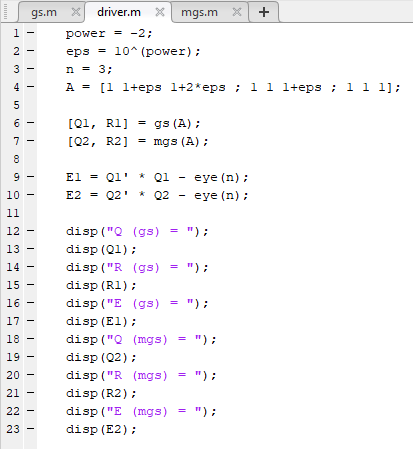 gs.m × driver.m × mgs.m × +
1 – power = -2;
2 – eps = 10^(power);
3 – n = 3;
4 – A = [1 1+eps 1+2*eps ; 1 1 1+eps ; 1 1 1];
5
6 – [Q1, R1] = gs(A);
7 – [Q2, R2] = mgs(A);
8
9 – E1 = Q1' * Q1 - eye(n);
10 – E2 = Q2' * Q2 - eye(n);
11
12 – disp("Q (gs) = ");
13 – disp(Q1);
14 – disp("R (gs) = ");
15 – disp(R1);
16 – disp("E (gs) = ");
17 – disp(E1);
18 – disp("Q (mgs) = ");
19 – disp(Q2);
20 – disp("R (mgs) = ");
21 – disp(R2);
22 – disp("E (mgs) = ");
23 – disp(E2);